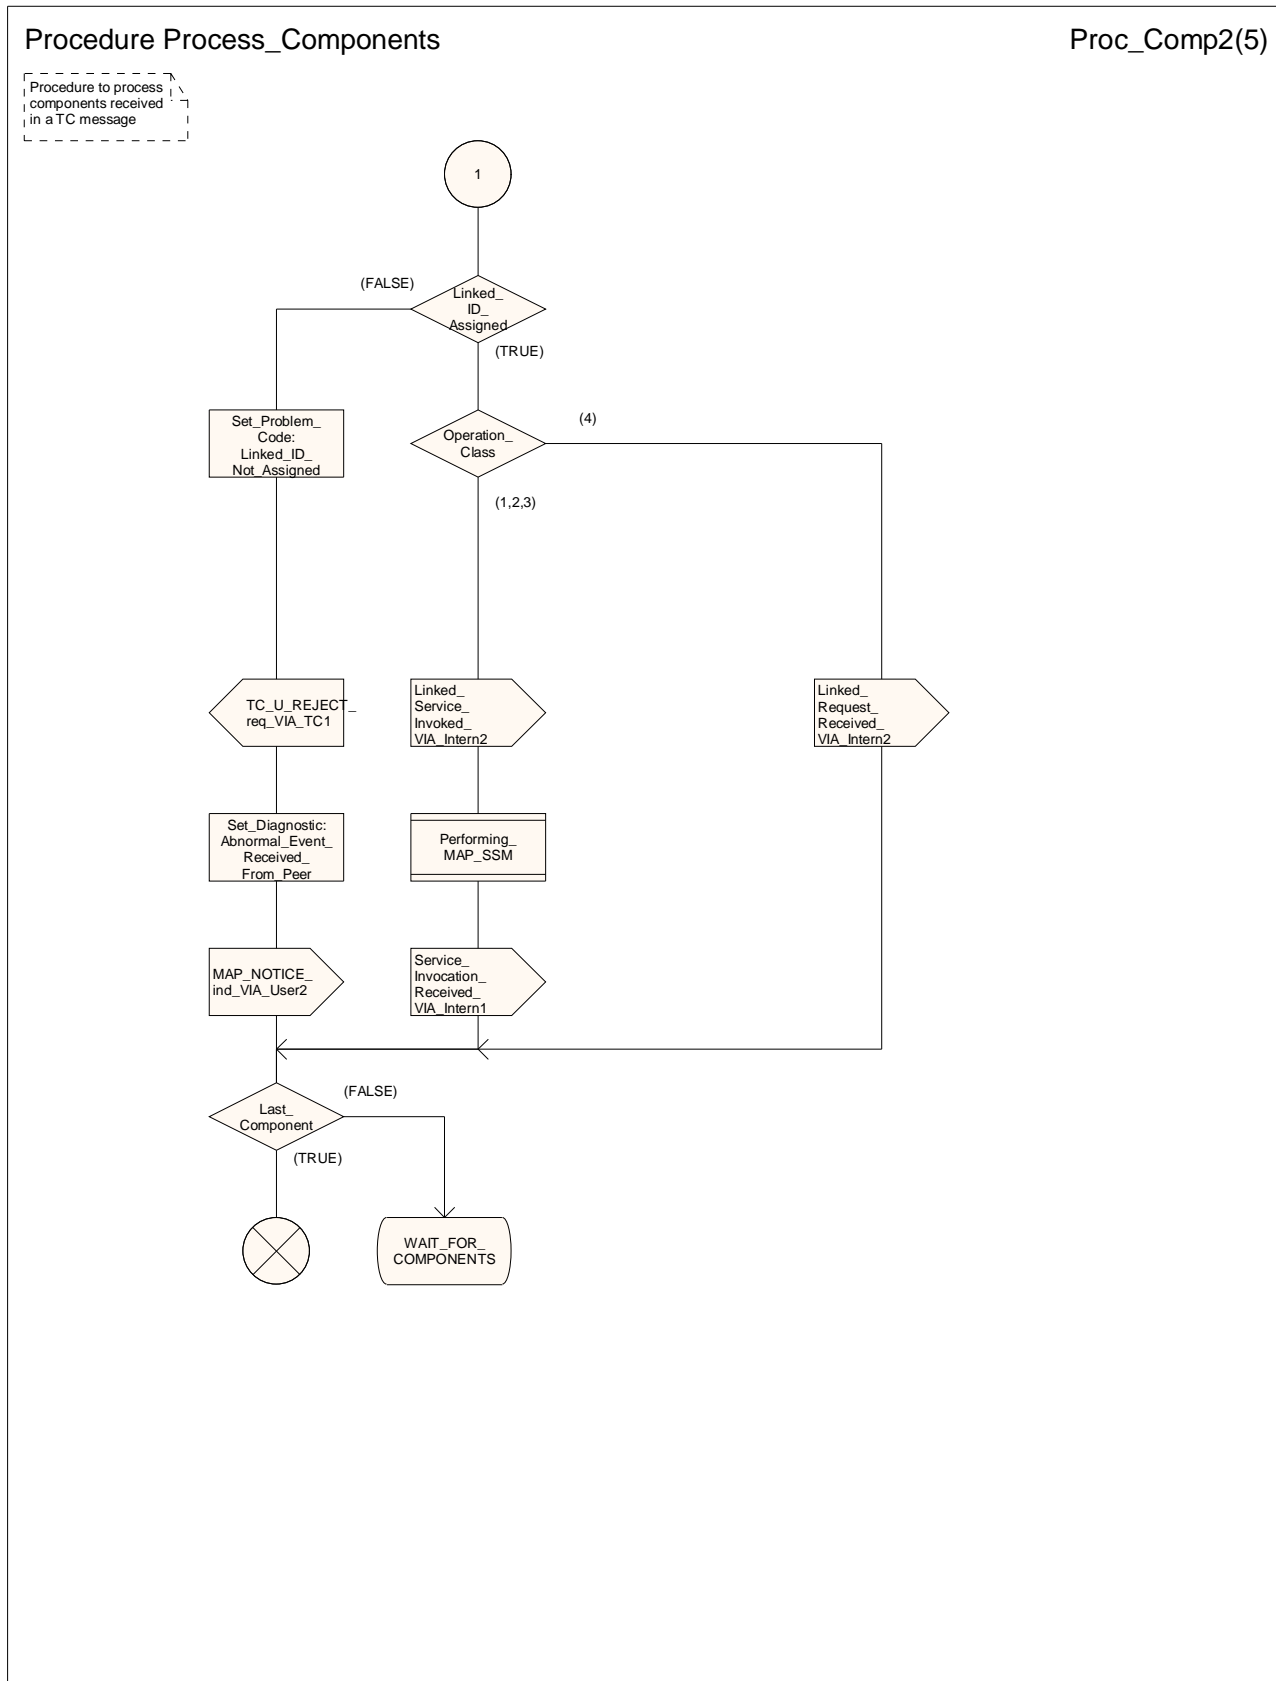 Procedure Process_Components
Proc_Comp2(5)
Procedure to process
components received
in a TC message
1
(FALSE)
Linked_
ID_
Assigned
(TRUE)
Set_Problem_
Code:
Linked_ID_
Not_Assigned
Operation_
Class
(4)
(1,2,3)
TC_U_REJECT_
req_VIA_TC1
Linked_
Service_
Invoked_
VIA_Intern2
Linked_
Request_
Received_
VIA_Intern2
Set_Diagnostic:
Abnormal_Event_
Received_
From_Peer
Performing_
MAP_SSM
MAP_NOTICE_
ind_VIA_User2
Service_
Invocation_
Received_
VIA_Intern1
(FALSE)
Last_
Component
(TRUE)
WAIT_FOR_
COMPONENTS